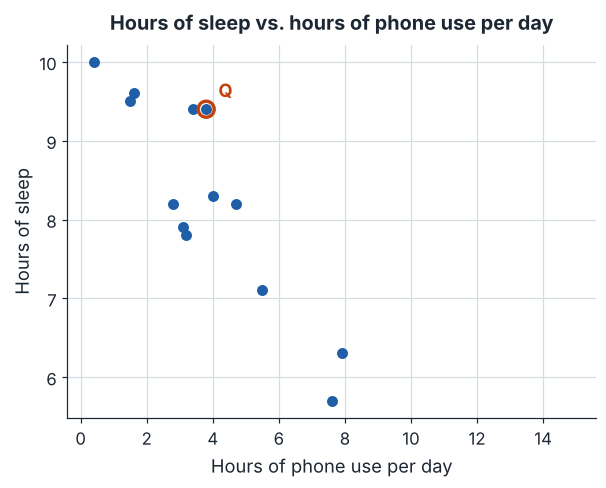 Hours of sleep vs. hours of phone use per day
Q
10
9
8
7
6
Hours of sleep
0 2 4 6 8 10 12 14
Hours of phone use per day